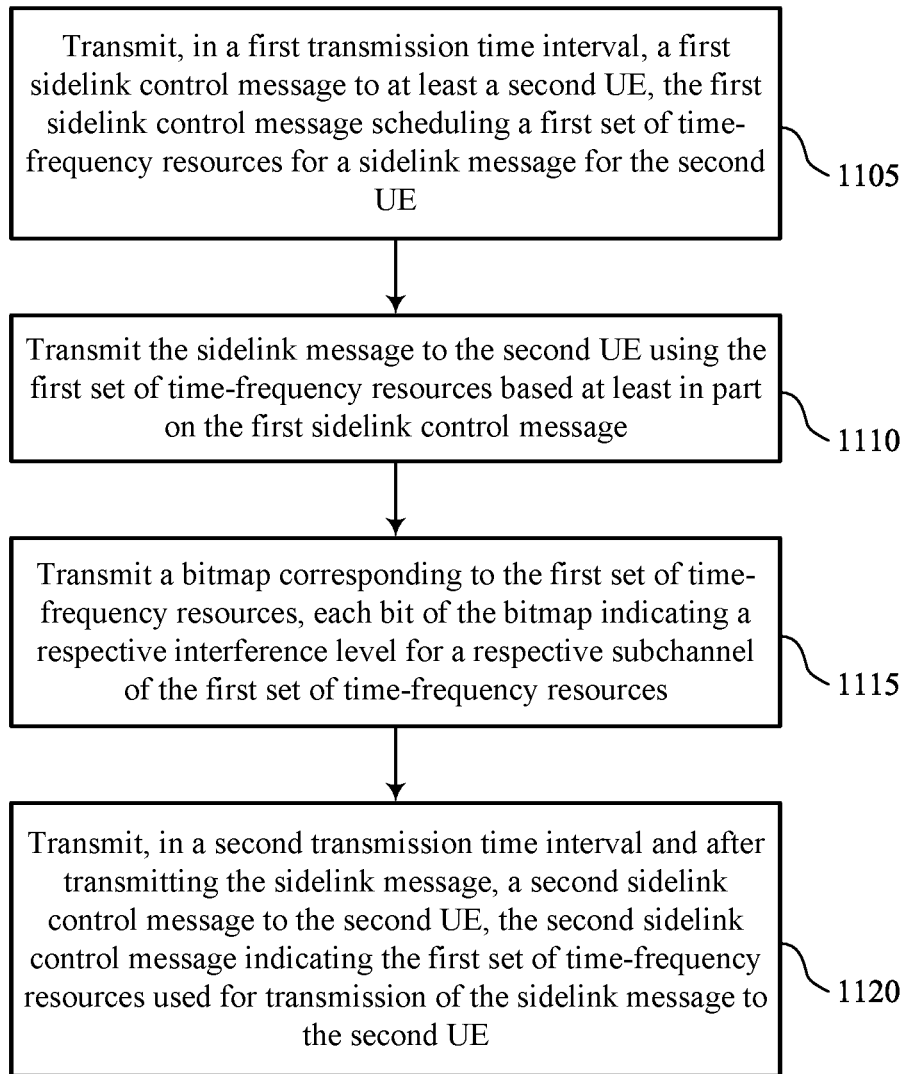 Transmit, in a first transmission time interval, a first
sidelink control message to at least a second UE, the first
sidelink control message scheduling a first set of time-
frequency resources for a sidelink message for the second
UE
1105
Transmit the sidelink message to the second UE using the
first set of time-frequency resources based at least in part
on the first sidelink control message
1110
Transmit a bitmap corresponding to the first set of time-
frequency resources, each bit of the bitmap indicating a
respective interference level for a respective subchannel
of the first set of time-frequency resources
1115
Transmit, in a second transmission time interval and after
transmitting the sidelink message, a second sidelink
control message to the second UE, the second sidelink
control message indicating the first set of time-frequency
resources used for transmission of the sidelink message to
the second UE
1120